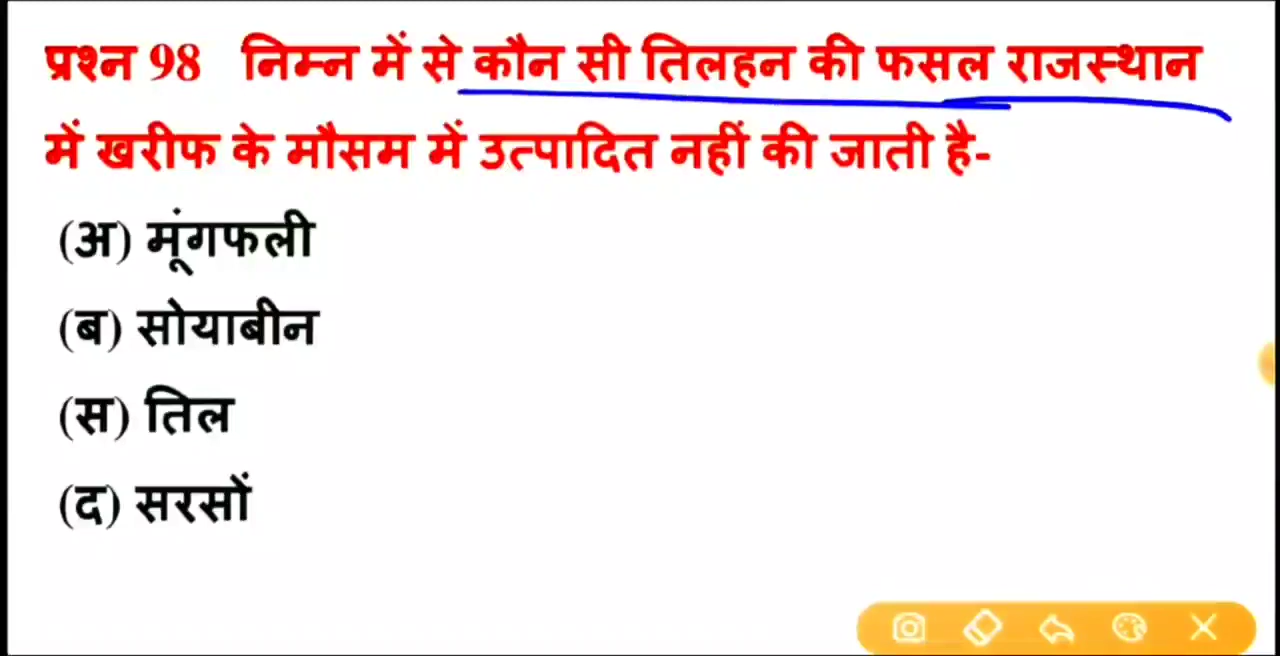 प्रश्न 98 निम्न में से कौन सी तिलहन की फसल राजस्थान
में खरीफ के मौसम में उत्पादित नहीं की जाती है-
(अ) मूंगफली
(ब) सोयाबीन
(स) तिल
(द) सरसों